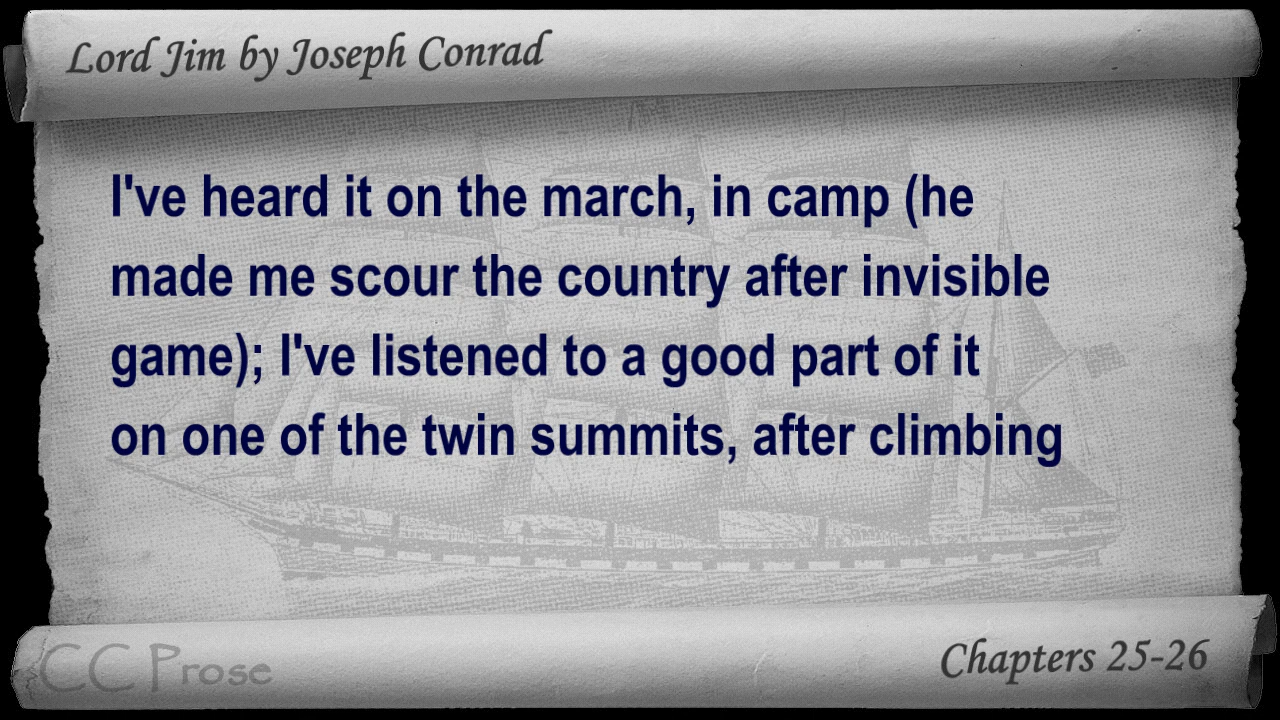 Lord Jim by Joseph Conrad
I've heard it on the march, in camp (he
made me scour the country after invisible
game); I've listened to a good part of it
on one of the twin summits, after climbing
CC Prose
Chapters 25-26